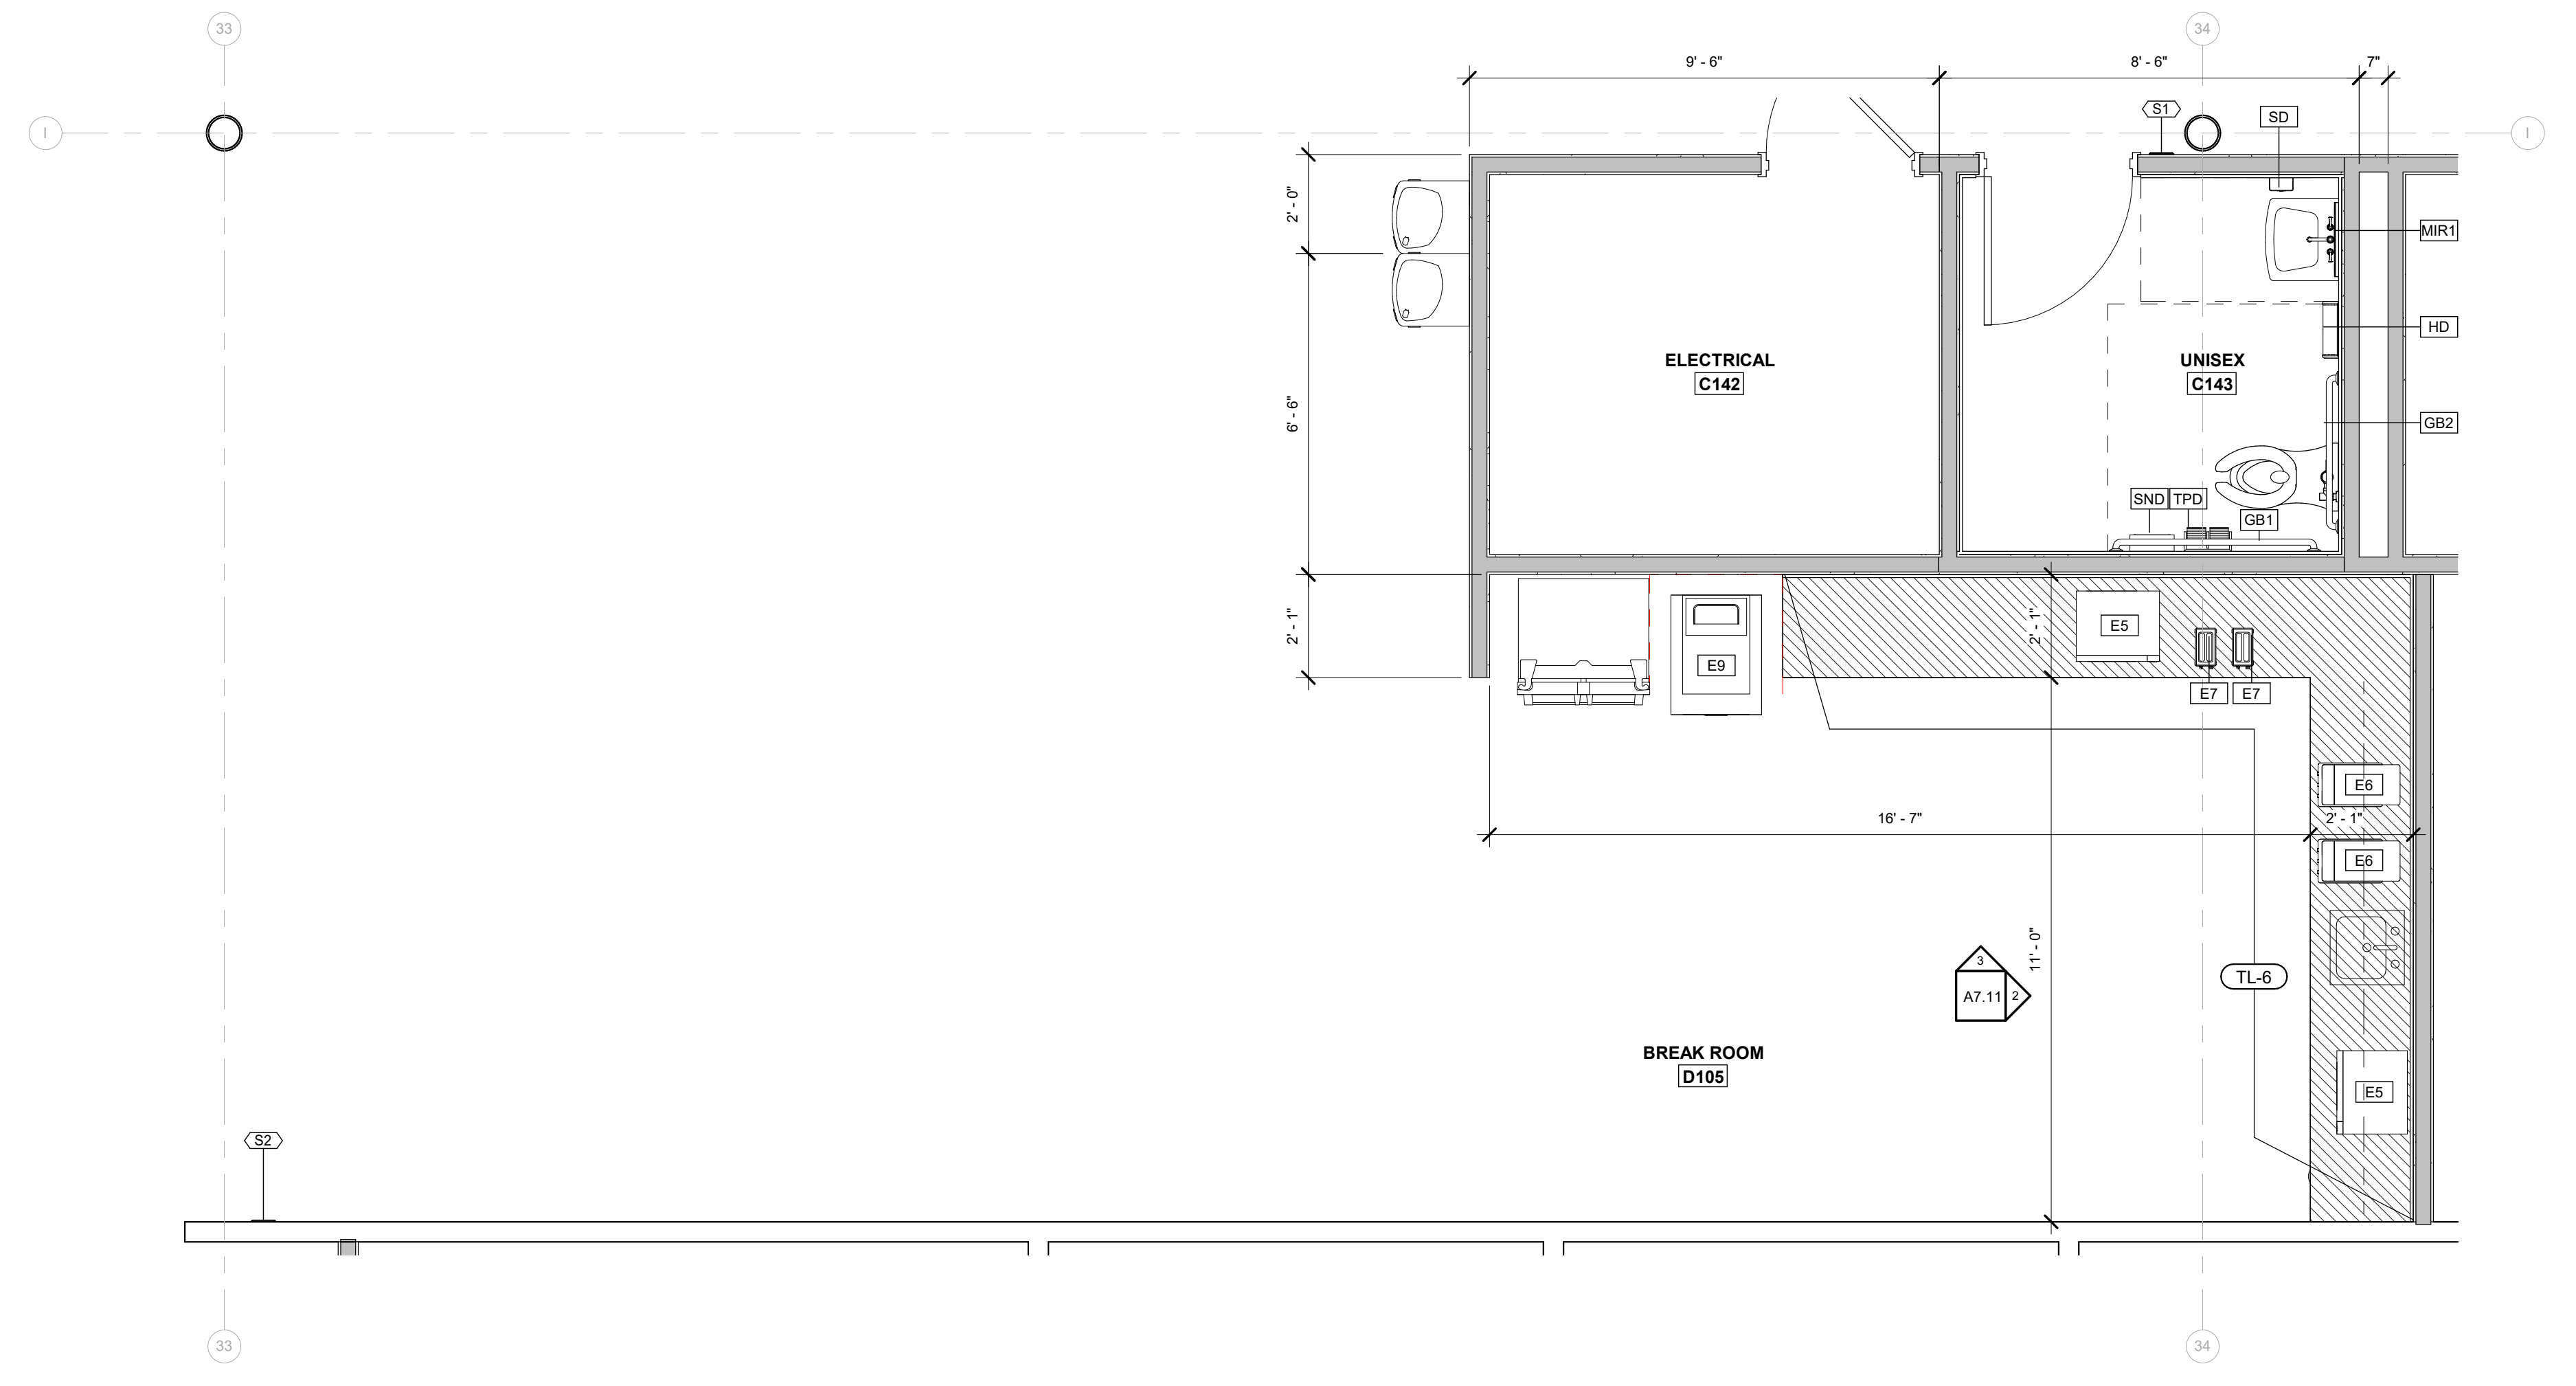 33
34
9' - 6"
8' - 6"
7"
S1
SD
I
I
2' - 0"
MIR1
HD
ELECTRICAL
C142
UNISEX
C143
6' - 6"
GB2
SND
TPD
GB1
2' - 1"
2' - 1"
E5
E9
E7
E7
E6
16' - 7"
2' - 1"
E6
11' - 0"
3
A7.11
2
TL-6
BREAK ROOM
D105
E5
S2
33
34